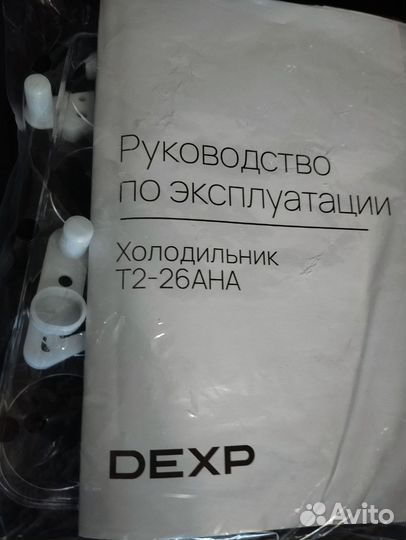 Руководство
по эксплуатации
Холодильник
T2-26AHA
DEXP
Avito